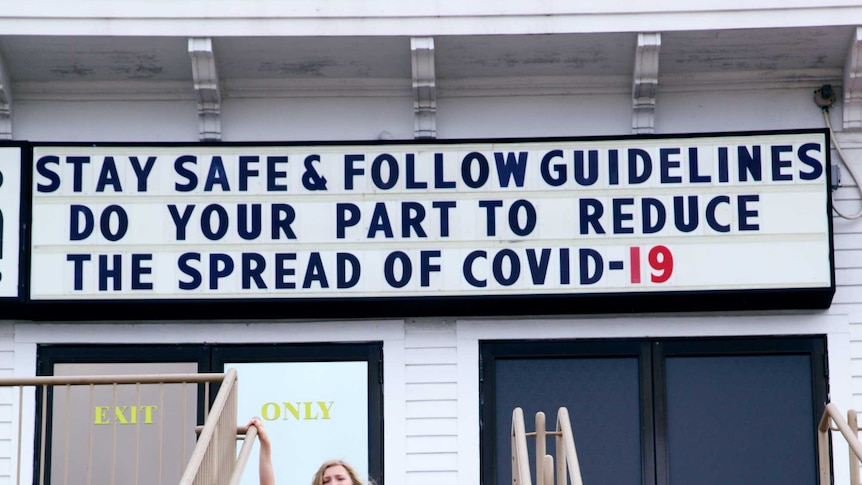 STAY SAFE & FOLLOW GUIDELINES
DO YOUR PART TO REDUCE
THE SPREAD OF COVID-19
EXIT ONLY